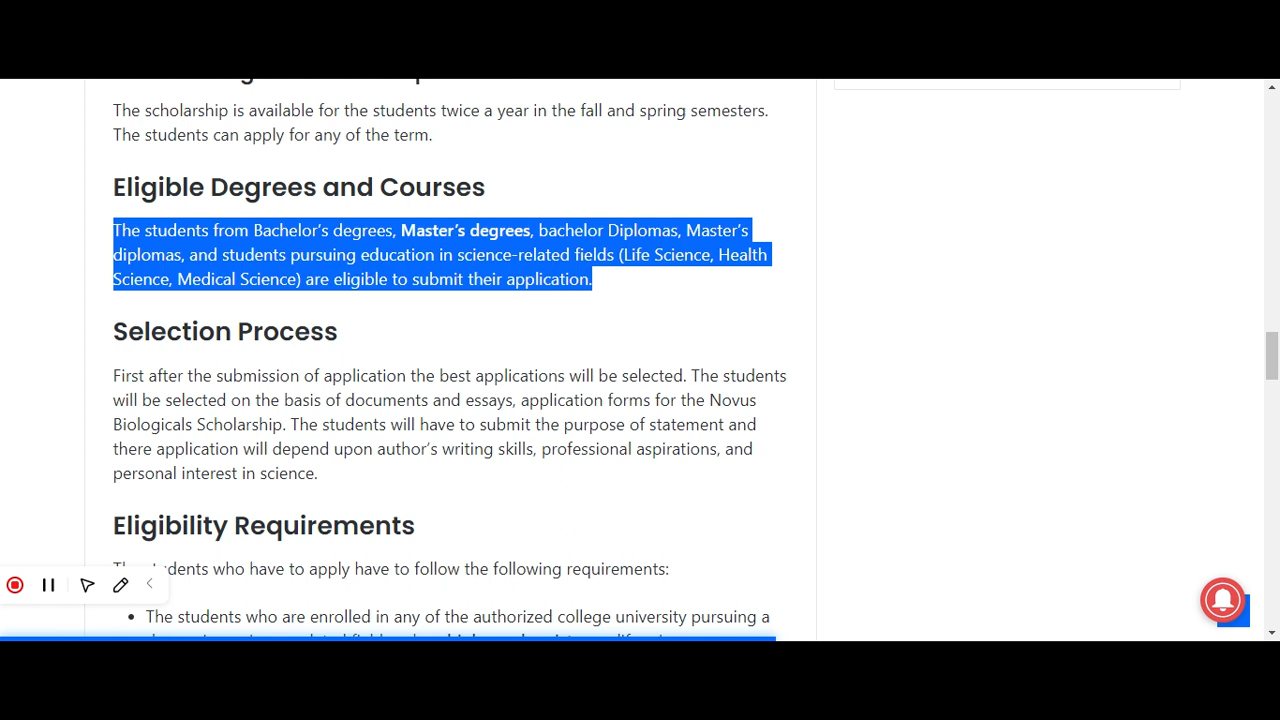 The scholarship is available for the students twice a year in the fall and spring semesters.
The students can apply for any of the term.
Eligible Degrees and Courses
The students from Bachelor’s degrees, Master’s degrees, bachelor Diplomas, Master’s
diplomas, and students pursuing education in science-related fields (Life Science, Health
Science, Medical Science) are eligible to submit their application.
Selection Process
First after the submission of application the best applications will be selected. The students
will be selected on the basis of documents and essays, application forms for the Novus
Biologicals Scholarship. The students will have to submit the purpose of statement and
there application will depend upon author’s writing skills, professional aspirations, and
personal interest in science.
Eligibility Requirements
who have to apply have to follow the following requirements:
• The students who are enrolled in any of the authorized college university pursuing a